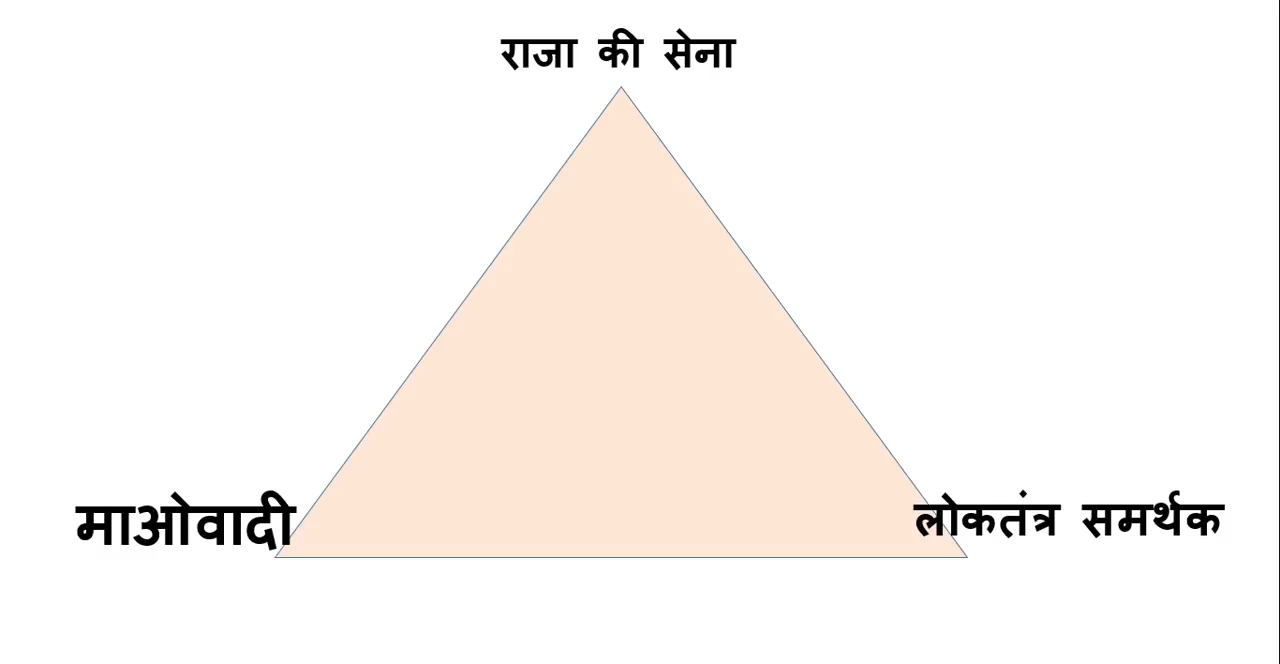 राजा की सेना
माओवादी
लोकतंत्र समर्थक